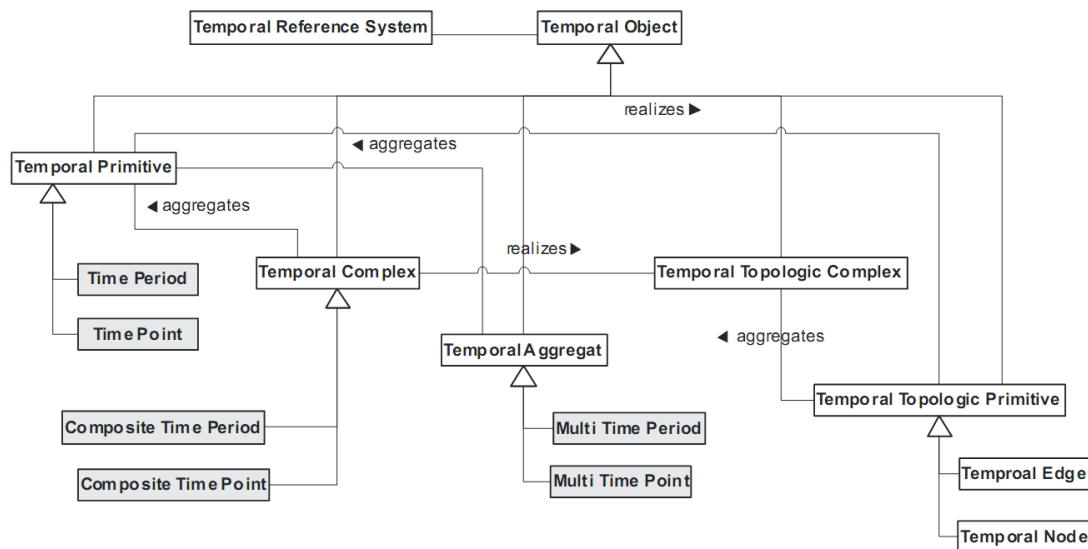 Temporal Reference System
Temporal Object
realizes ►
◄ aggregates
Temporal Primitive
◄ aggregates
realizes ►
Temporal Complex
Temporal Topologic Complex
Time Period
Time Point
◄ aggregates
Temporal Aggregat
Temporal Topologic Primitive
Composite Time Period
Multi Time Period
Composite Time Point
Multi Time Point
Temproal Edge
Temporal Node